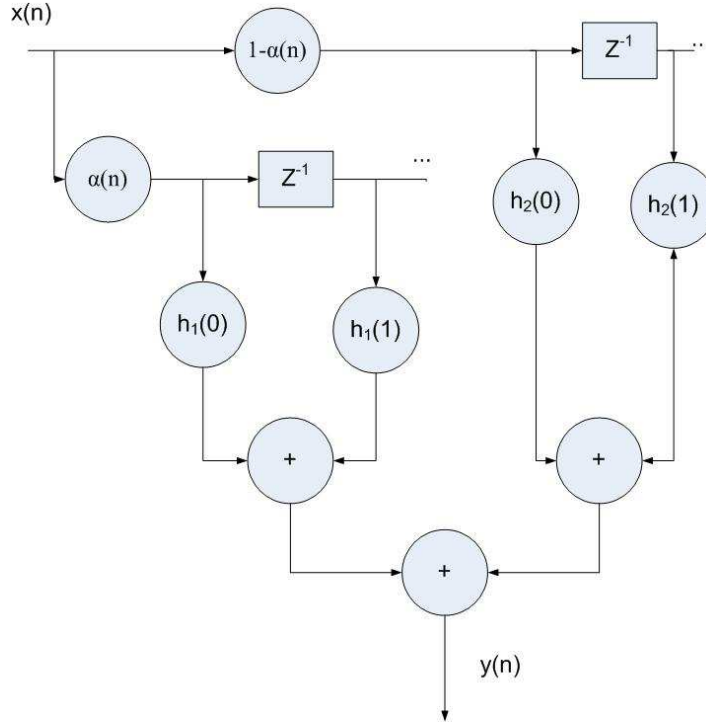 x(n)
1-α(n)
Z⁻¹
..
α(n)
Z⁻¹
...
h₂(0)
h₂(1)
h₁(0)
h₁(1)
+
+
+
y(n)